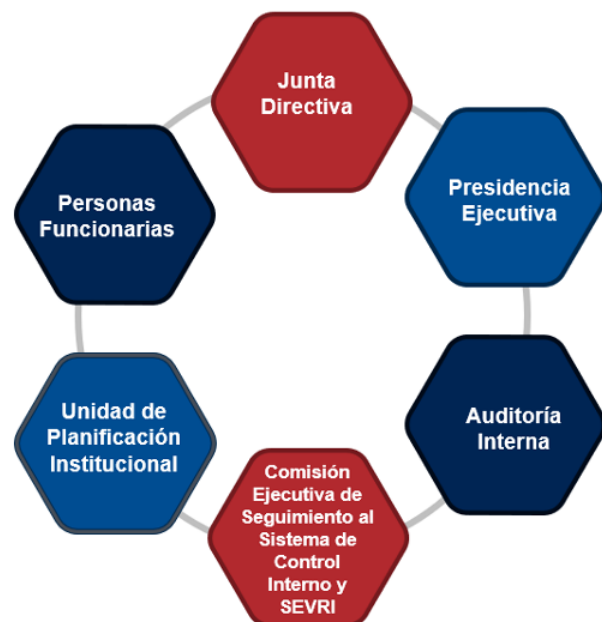 Junta
Directiva
Presidencia
Ejecutiva
Auditoría
Interna
Comisión
Ejecutiva de
Seguimiento al
Sistema de
Control
Interno y
SEVRI
Unidad de
Planificación
Institucional
Personas
Funcionarias